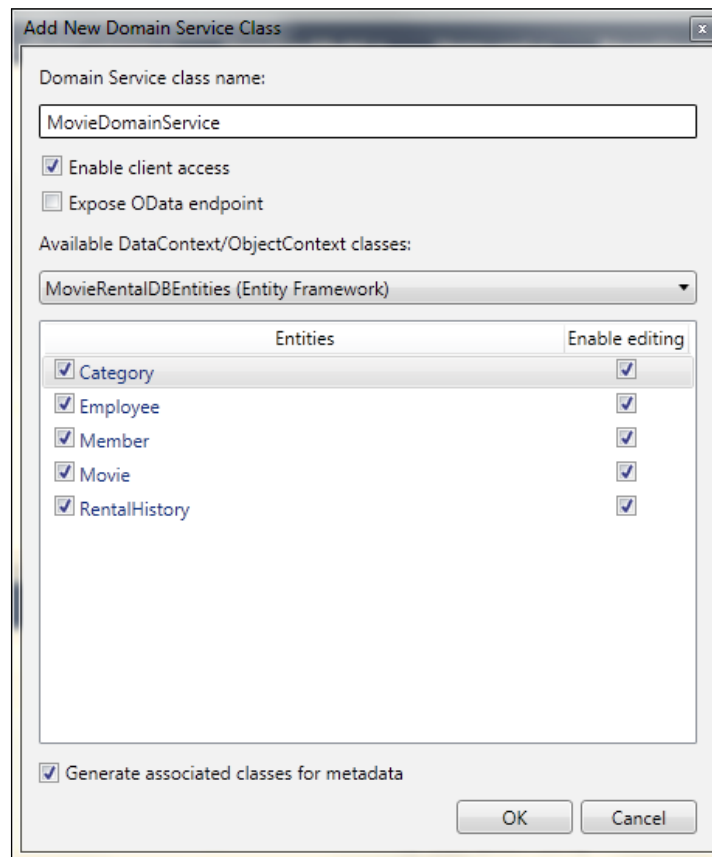 Add New Domain Service Class
Domain Service class name:
MovieDomainService
Enable client access
Expose OData endpoint
Available DataContext/ObjectContext classes:
MovieRentalDBEntities (Entity Framework)
Entities Enable editing
Category
Employee
Member
Movie
RentalHistory
Generate associated classes for metadata
OK Cancel